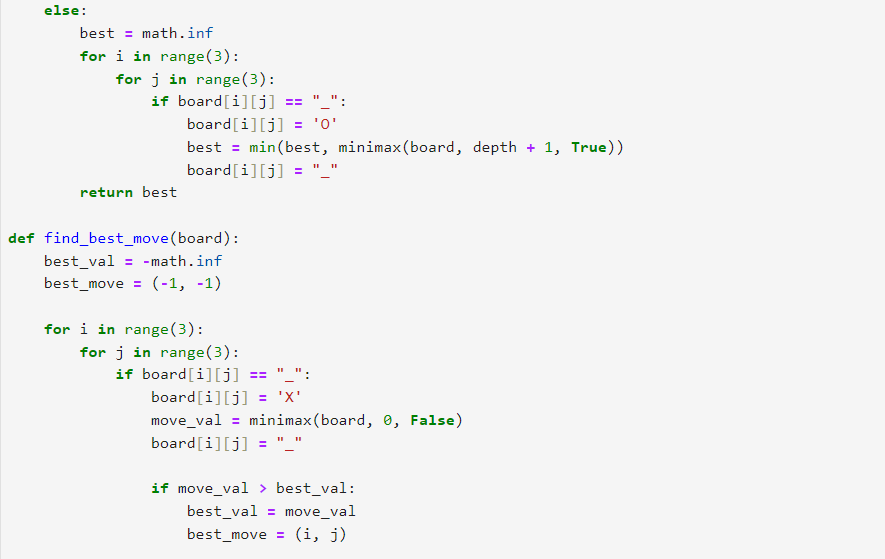 else:
        best = math.inf
        for i in range(3):
            for j in range(3):
                if board[i][j] == "_":
                    board[i][j] = 'O'
                    best = min(best, minimax(board, depth + 1, True))
                    board[i][j] = "_"
        return best

def find_best_move(board):
    best_val = -math.inf
    best_move = (-1, -1)

    for i in range(3):
        for j in range(3):
            if board[i][j] == "_":
                board[i][j] = 'X'
                move_val = minimax(board, 0, False)
                board[i][j] = "_"

                if move_val > best_val:
                    best_val = move_val
                    best_move = (i, j)